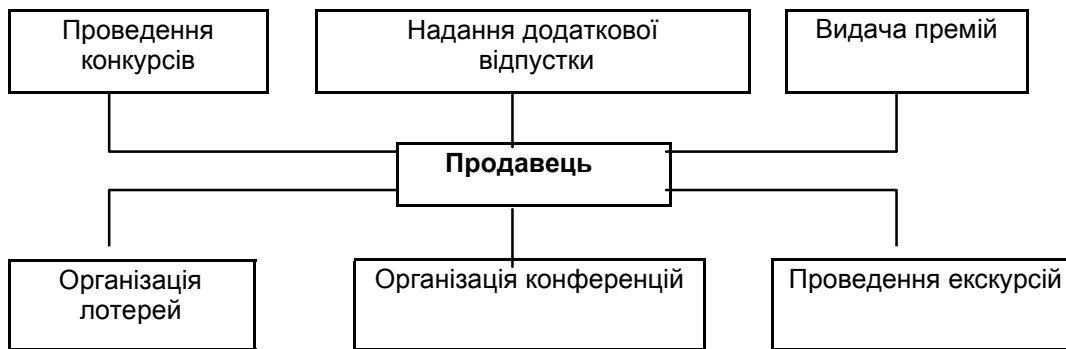 Проведення
конкурсів
Надання додаткової
відпустки
Видача премій
Продавець
Організація
лотерей
Організація конференцій
Проведення екскурсій